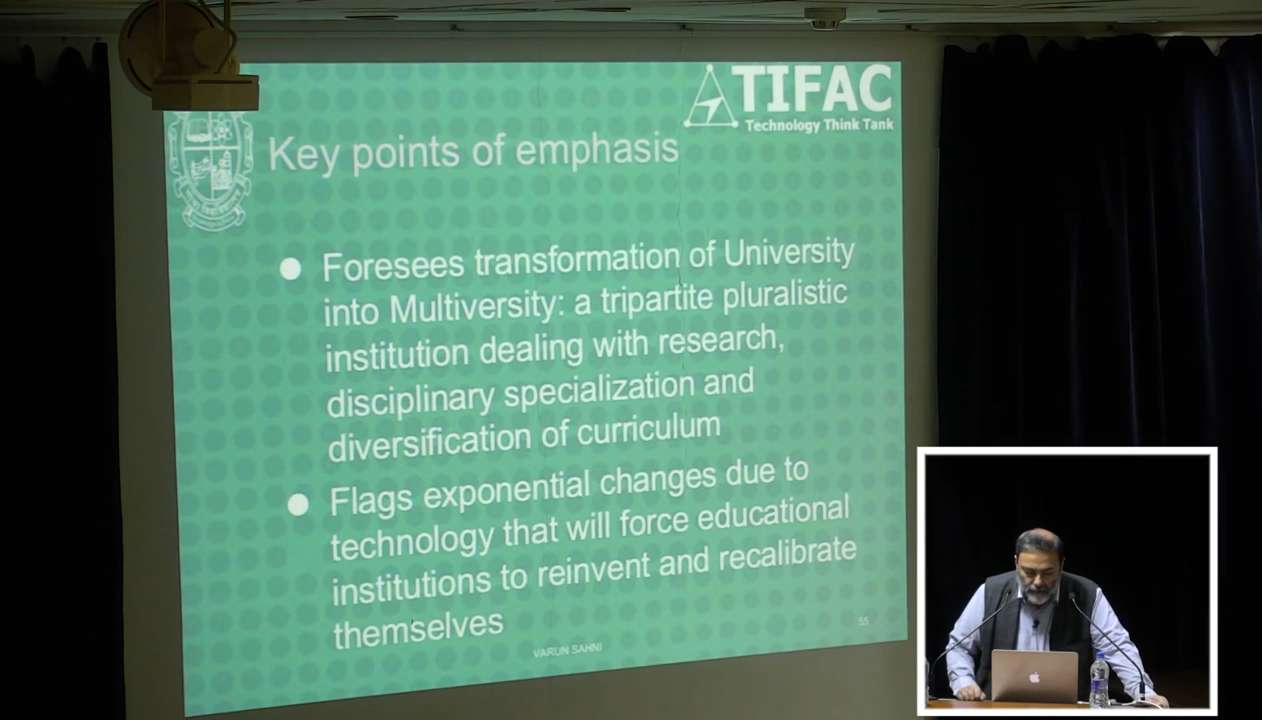 TIFAC
Technology Think Tank
Key points of emphasis
Foresees transformation of University
into Multiversity: a tripartite pluralistic
institution dealing with research,
disciplinary specialization and
diversification of curriculum
Flags exponential changes due to
technology that will force educational
institutions to reinvent and recalibrate
themselves
VARUN SAHNI
55